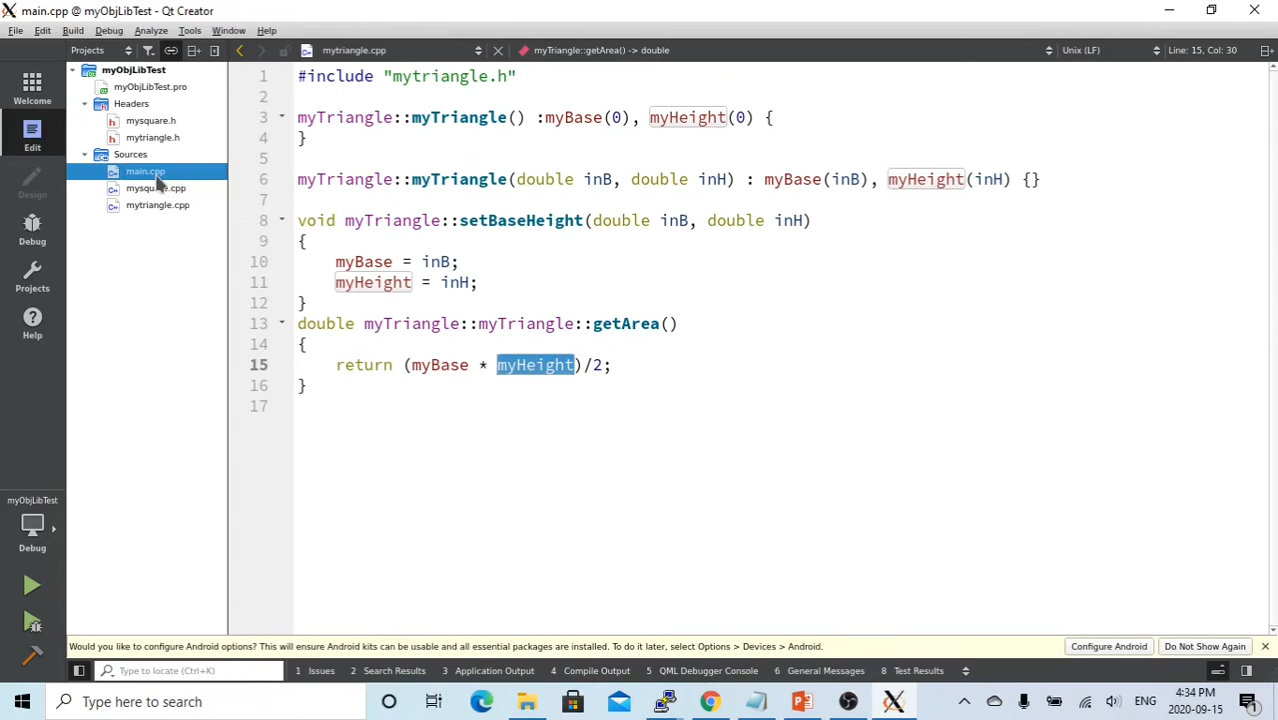 main.cpp @ myObjLibTest - Qt Creator
File Edit Build Debug Analyze Tools Window Help
Projects mytriangle.cpp myTriangle::getArea() -> double Unix (LF) Line: 15, Col: 30
Welcome
Edit
Design
Debug
Projects
Help
myObjLibTest
Debug
myObjLibTest
myObjLibTest.pro
Headers
mysquare.h
mytriangle.h
Sources
main.cpp
mytriangle.cpp
1 #include "mytriangle.h"
2
3 myTriangle::myTriangle() :myBase(0), myHeight(0) {
4 }
5
6 myTriangle::myTriangle(double inB, double inH) : myBase(inB), myHeight(inH) {}
7
8 void myTriangle::setBaseHeight(double inB, double inH)
9 {
10 myBase = inB;
11 myHeight = inH;
12 }
13 double myTriangle::myTriangle::getArea()
14 {
15 return (myBase * myHeight)/2;
16 }
17
Would you like to configure Android options? This will ensure Android kits can be usable and all essential packages are installed. To do it later, select Options > Devices > Android. Configure Android Do Not Show Again
Type to locate (Ctrl+K) 1 Issues 2 Search Results 3 Application Output 4 Compile Output 5 QML Debugger Console 6 General Messages 8 Test Results
Type here to search ENG 4:34 PM
2020-09-15
1